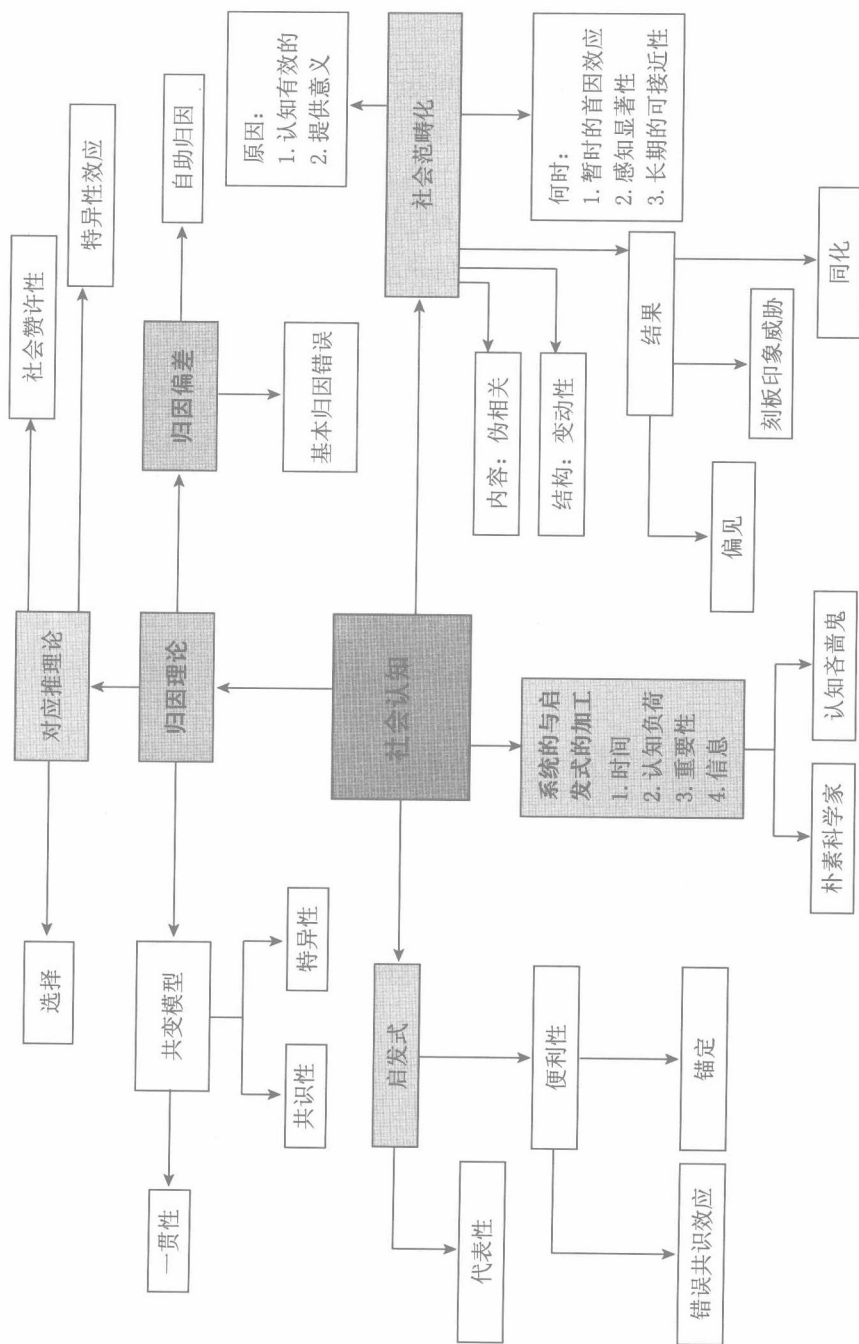 选择
对应推理论
社会赞许性
特异性效应
一贯性
共变模型
归因理论
归因偏差
自助归因
共识性
特异性
基本归因错误
原因：
1. 认知有效的
2. 提供意义
启发式
社会认知
社会范畴化
代表性
便利性
错误共识效应
锚定
系统的与启
发式的加工
1. 时间
2. 认知负荷
3. 重要性
4. 信息
朴素科学家
认知吝啬鬼
内容：伪相关
结构：变动性
何时：
1. 暂时的首因效应
2. 感知显著性
3. 长期的可接近性
结果
偏见
刻板印象威胁
同化